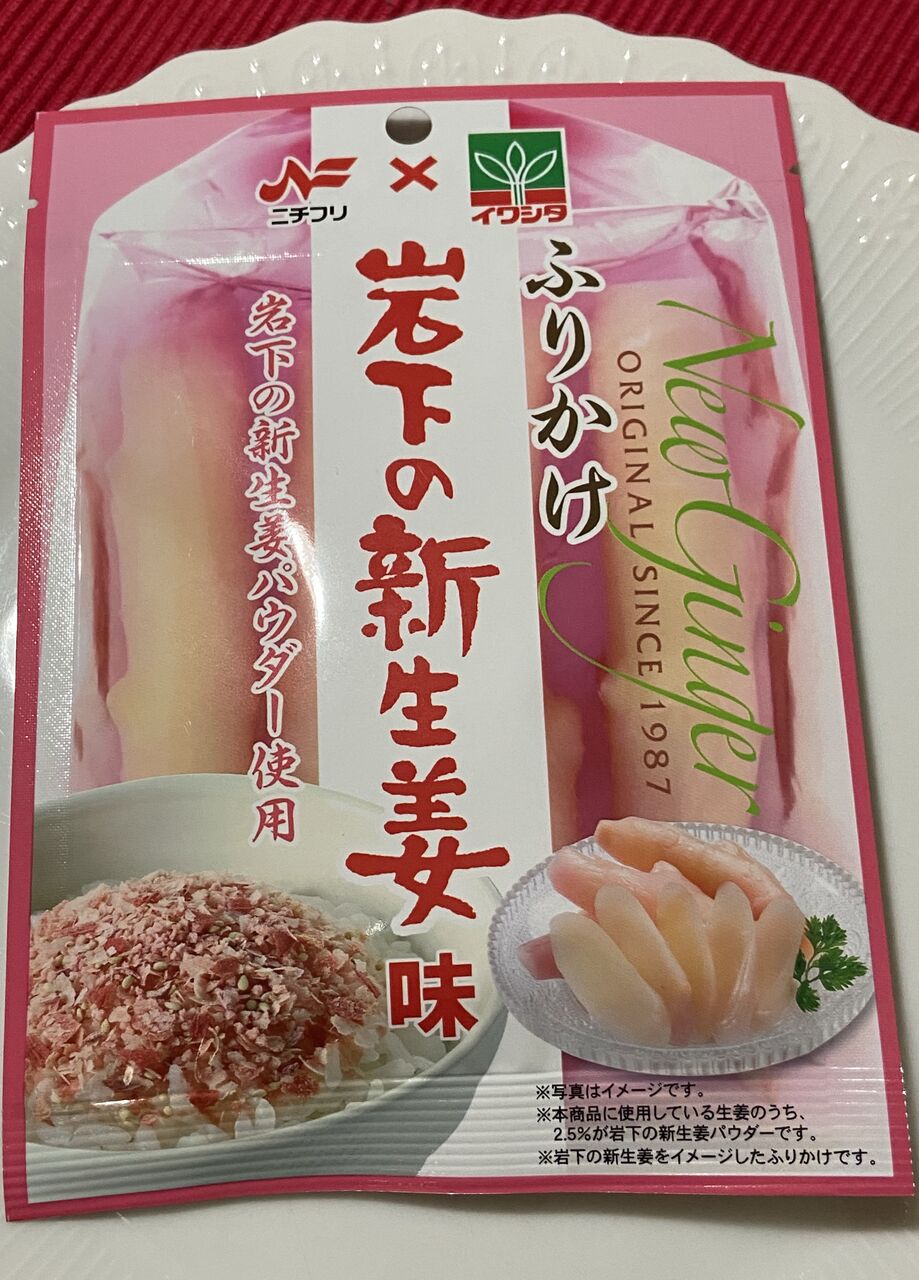 ニチフリ
×
イワシタ
ふりかけ
岩下の新生姜味
岩下の新生姜パウダー使用
New Ginger
ORIGINAL SINCE 1987
※写真はイメージです。
※本商品に使用している生姜のうち、
2.5%が岩下の新生姜パウダーです。
※岩下の新生姜をイメージしたふりかけです。